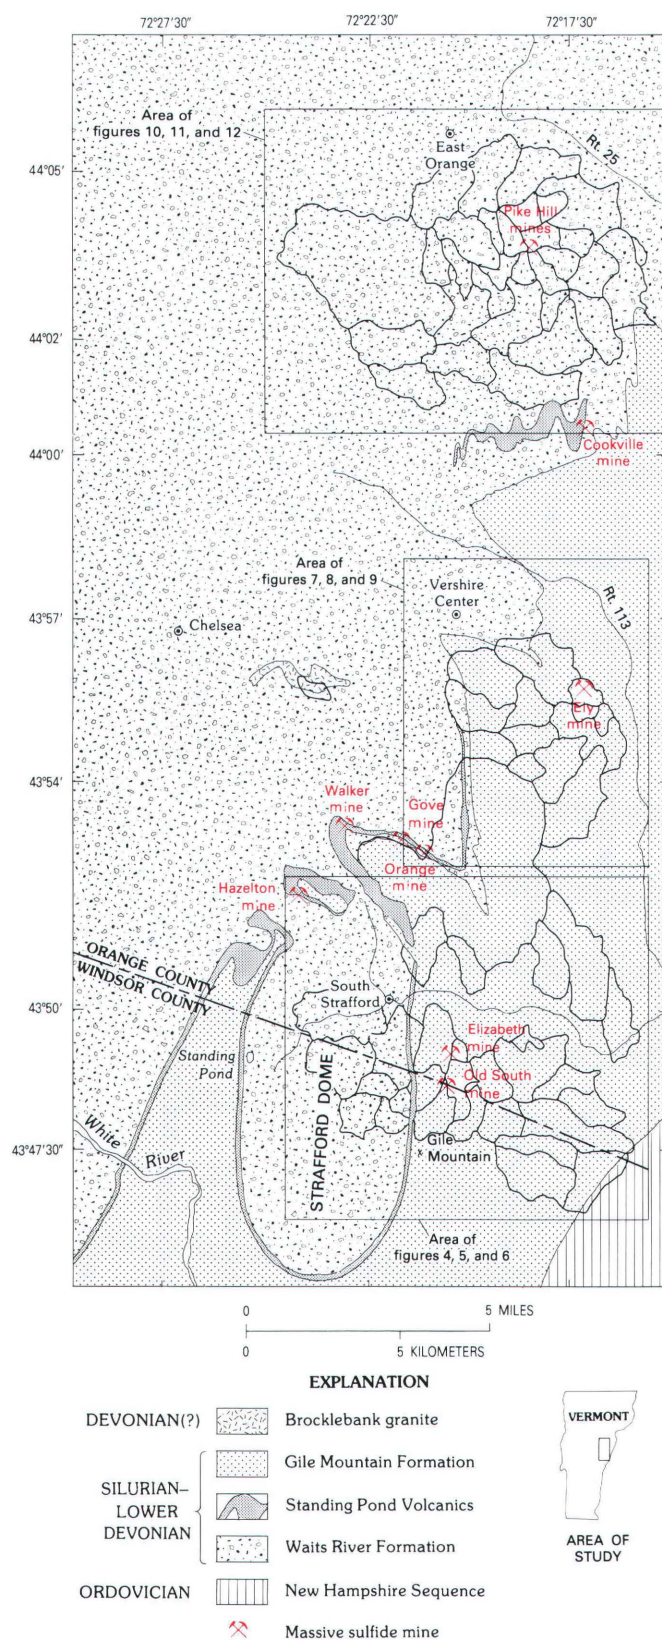 72°27'30"
72°22'30"
72°17'30"
Area of
figures 10, 11, and 12
East
Orange
Rt. 25
44°05'
Pike Hill
mines
44°02'
Cookville
mine
44°00'
Area of
figures 7, 8, and 9
Vershire
Center
Rt. 113
43°57'
Chelsea
Ely
mine
43°54'
Walker
mine
Gove
mine
Orange
mine
Hazelton
mine
ORANGE COUNTY
WINDSOR COUNTY
South
Strafford
43°50'
Standing
Pond
Elizabeth
mine
Old South
mine
STRAFFORD DOME
White
River
43°47'30"
Gile
Mountain
Area of
figures 4, 5, and 6
0 5 MILES
0 5 KILOMETERS
EXPLANATION
DEVONIAN(?) Brocklebank granite
Gile Mountain Formation
SILURIAN–
LOWER
DEVONIAN
Standing Pond Volcanics
Waits River Formation
ORDOVICIAN New Hampshire Sequence
Massive sulfide mine
VERMONT
AREA OF
STUDY